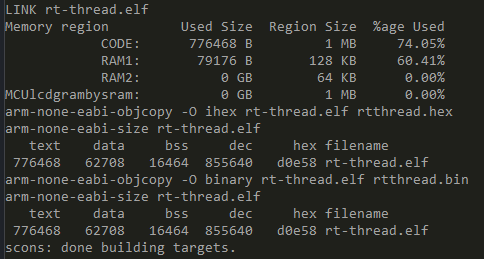 LINK rt-thread.elf
Memory region         Used Size  Region Size  %age Used
            CODE:      776468 B         1 MB     74.05%
            RAM1:       79176 B       128 KB     60.41%
            RAM2:          0 GB        64 KB      0.00%
MCUlcdgrambysram:          0 GB         1 MB      0.00%
arm-none-eabi-objcopy -O ihex rt-thread.elf rtthread.hex
arm-none-eabi-size rt-thread.elf
   text    data     bss     dec     hex filename
 776468   62708   16464  855640   d0e58 rt-thread.elf
arm-none-eabi-objcopy -O binary rt-thread.elf rtthread.bin
arm-none-eabi-size rt-thread.elf
   text    data     bss     dec     hex filename
 776468   62708   16464  855640   d0e58 rt-thread.elf
scons: done building targets.